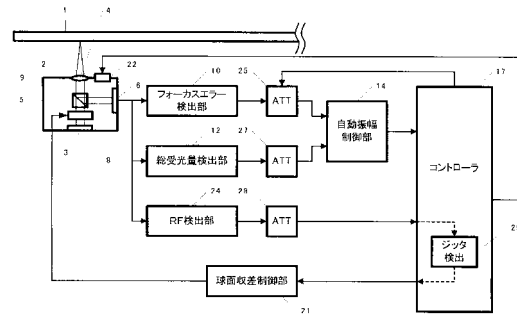 1
4
2
22
9
5
6
3
8
10
フォーカスエラー
検出部
25
ATT
14
自動振幅
制御部
17
コントローラ
12
総受光量検出部
27
ATT
24
RF検出部
28
ATT
ジッタ
検出
球面収差制御部
21